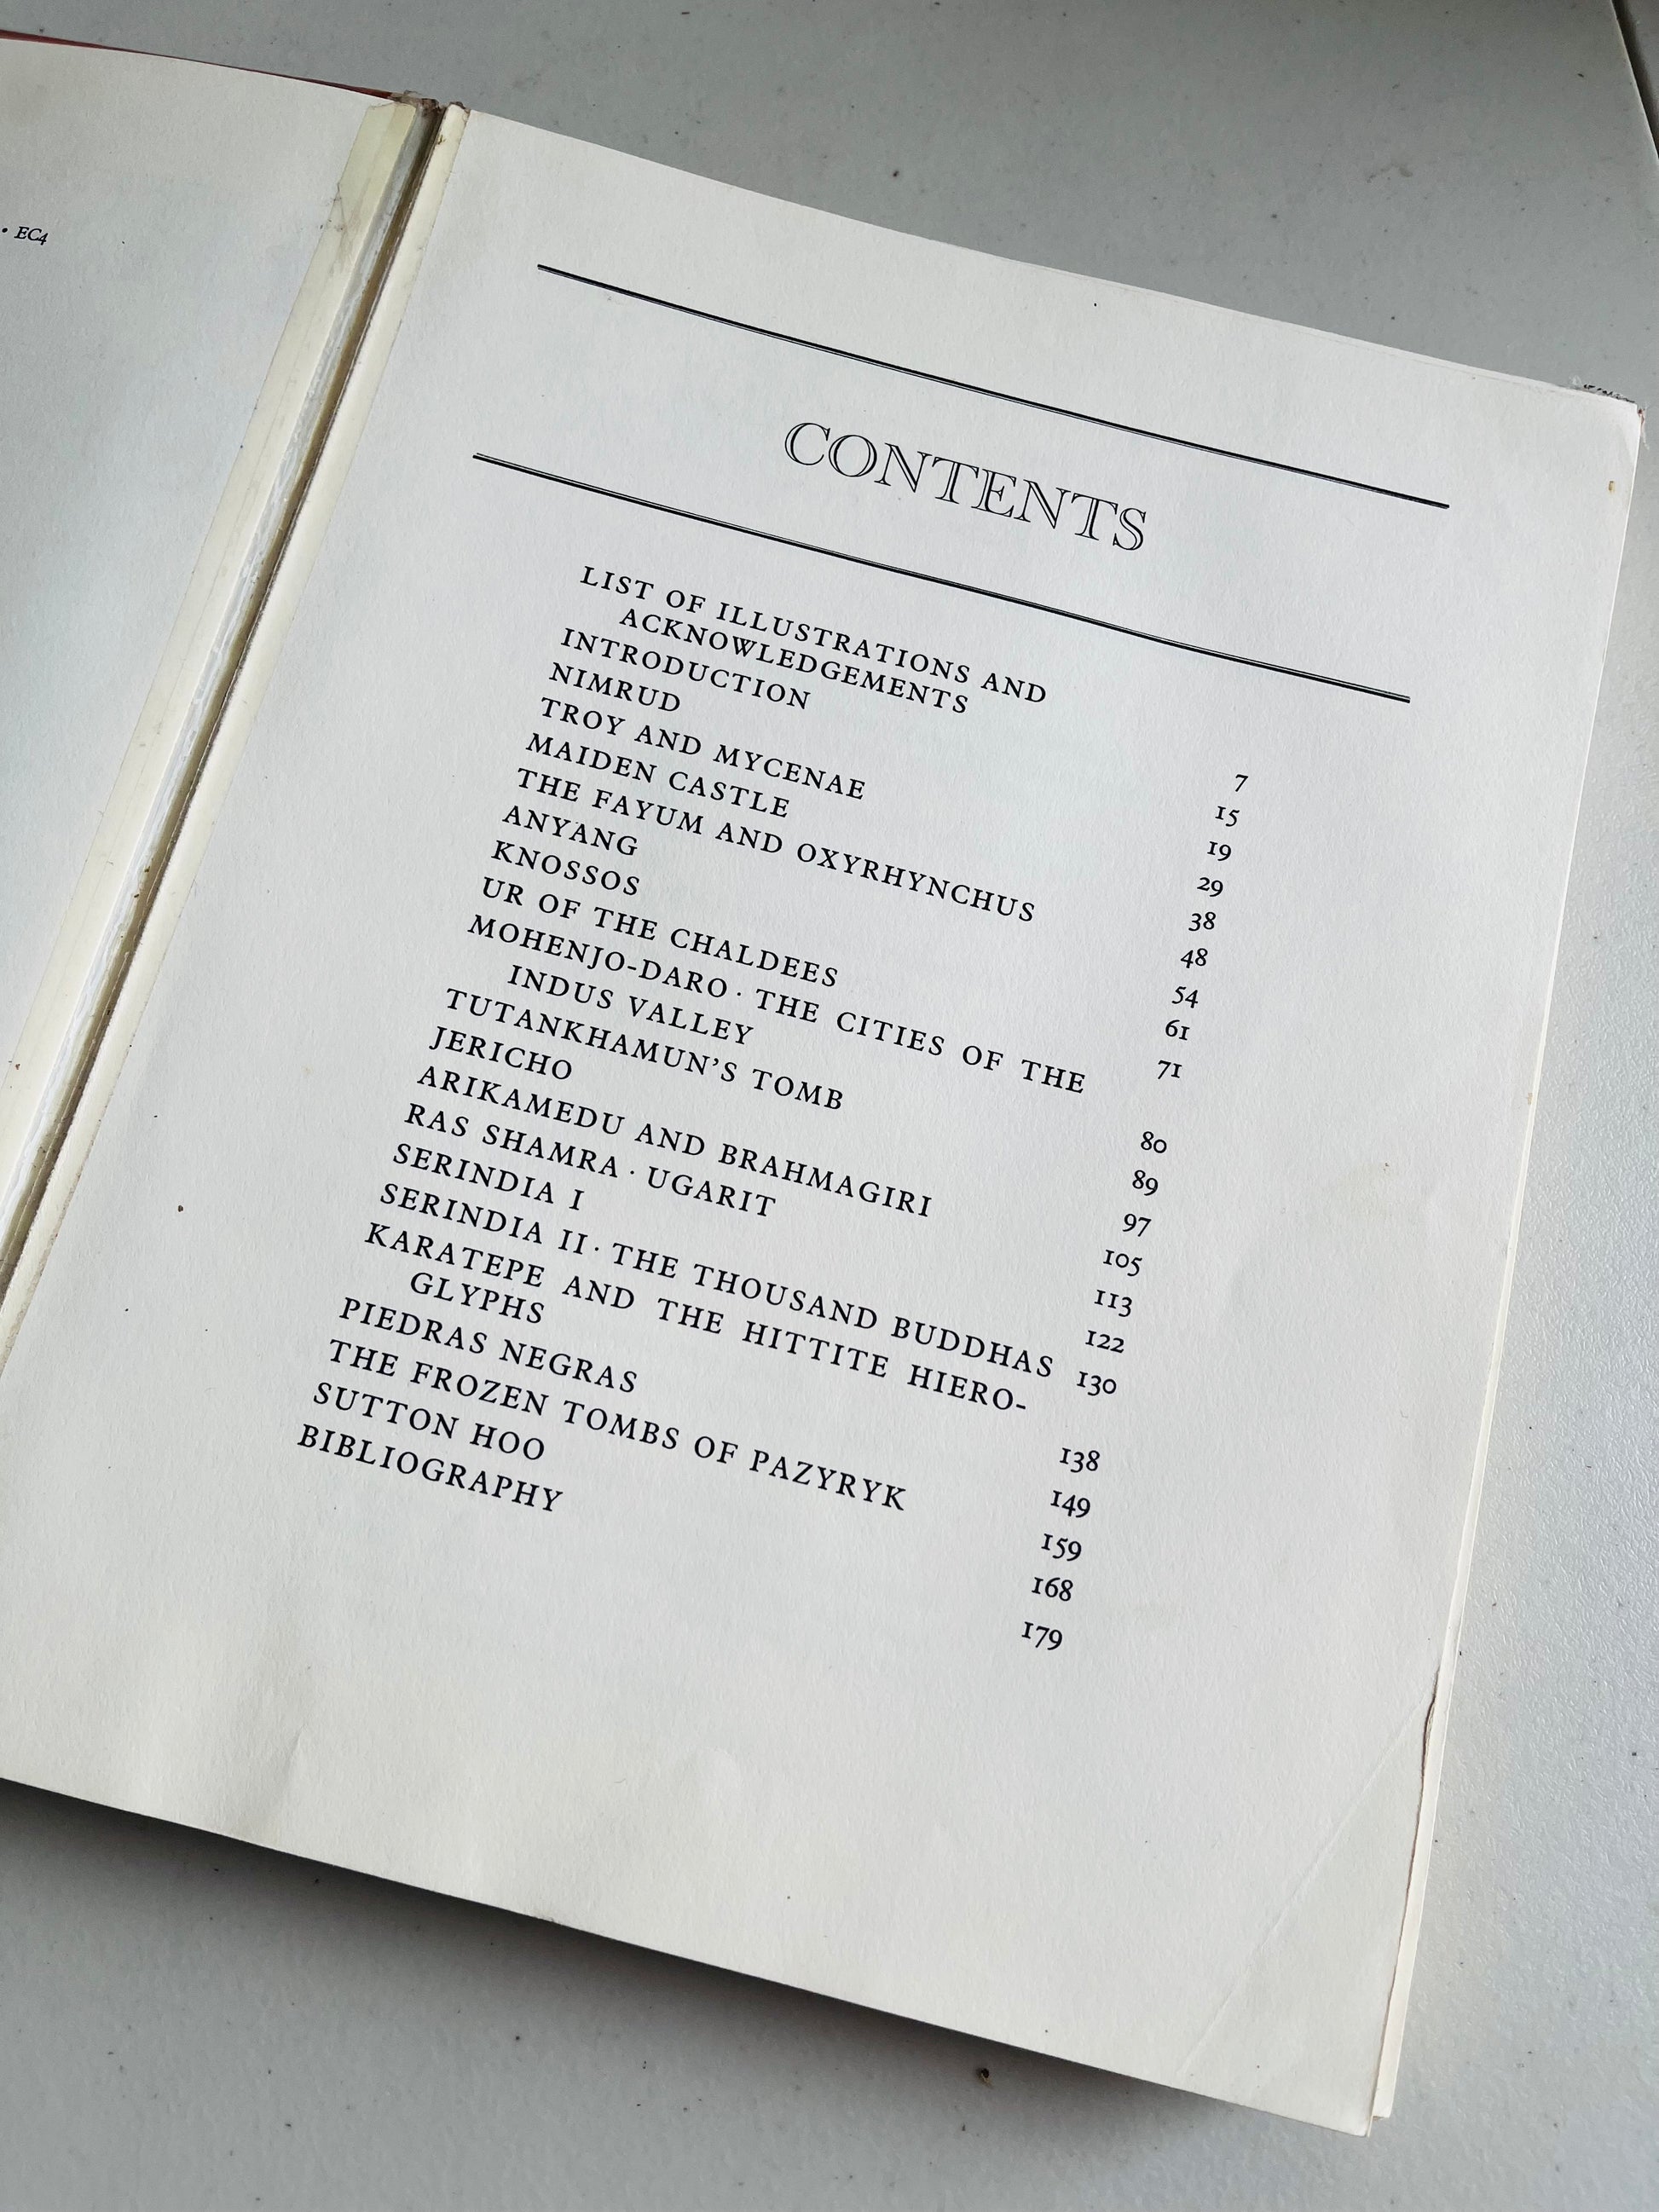 • EC4
CONTENTS
LIST OF ILLUSTRATIONS AND
ACKNOWLEDGEMENTS 7
INTRODUCTION 15
NIMRUD 19
TROY AND MYCENAE 29
MAIDEN CASTLE 38
THE FAYUM AND OXYRHYNCHUS 48
ANYANG 54
KNOSSOS 61
UR OF THE CHALDEES 71
MOHENJO-DARO · THE CITIES OF THE
INDUS VALLEY 80
TUTANKHAMUN'S TOMB 89
JERICHO 97
ARIKAMEDU AND BRAHMAGIRI 105
RAS SHAMRA · UGARIT 113
SERINDIA I 122
SERINDIA II · THE THOUSAND BUDDHAS 130
KARATEPE AND THE HITTITE HIERO-
GLYPHS 138
PIEDRAS NEGRAS 149
THE FROZEN TOMBS OF PAZYRYK 159
SUTTON HOO 168
BIBLIOGRAPHY 179